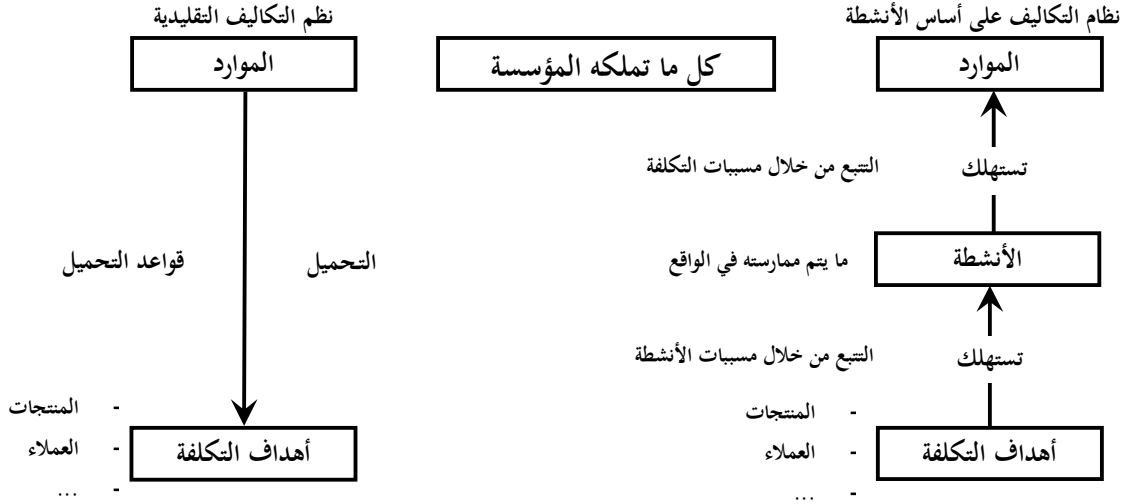 نظام التكاليف على أساس الأنشطة
نظم التكاليف التقليدية
الموارد
كل ما تملكه المؤسسة
الموارد
تستهلك
التتبع من خلال مسببات التكلفة
الأنشطة
ما يتم ممارسته في الواقع
التحميل
قواعد التحميل
تستهلك
التتبع من خلال مسببات الأنشطة
أهداف التكلفة
- المنتجات
- العملاء
- ...
أهداف التكلفة
- المنتجات
- العملاء
- ...